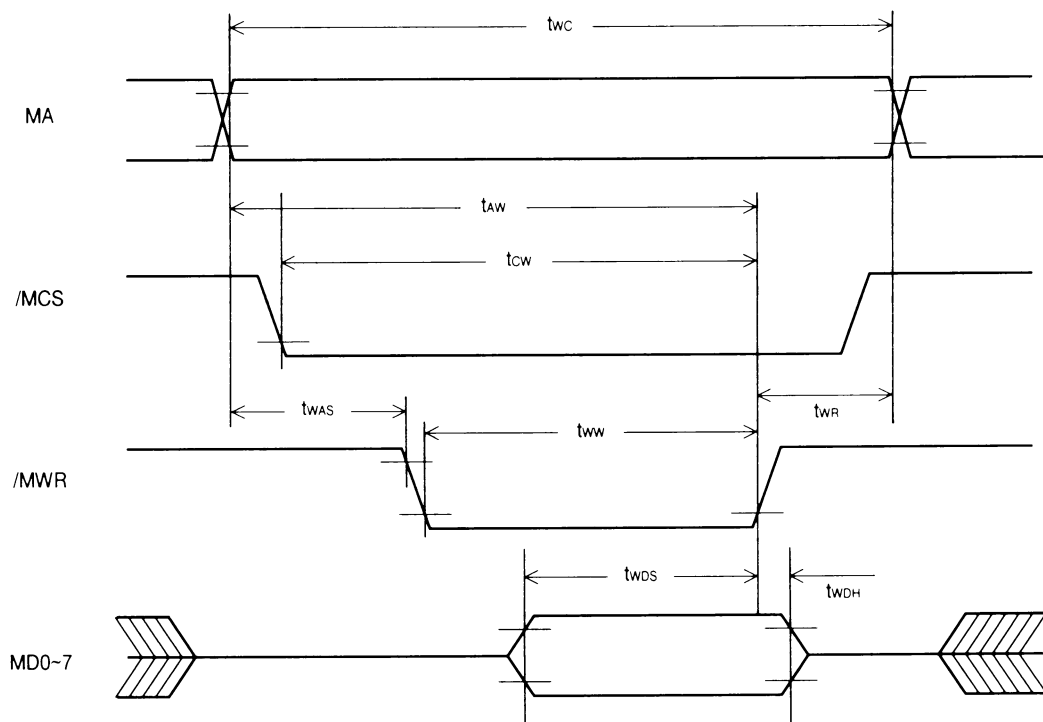 twc
MA
tAW
tCW
/MCS
tWAS
tWR
tWW
/MWR
tWDS
tWDH
MD0~7